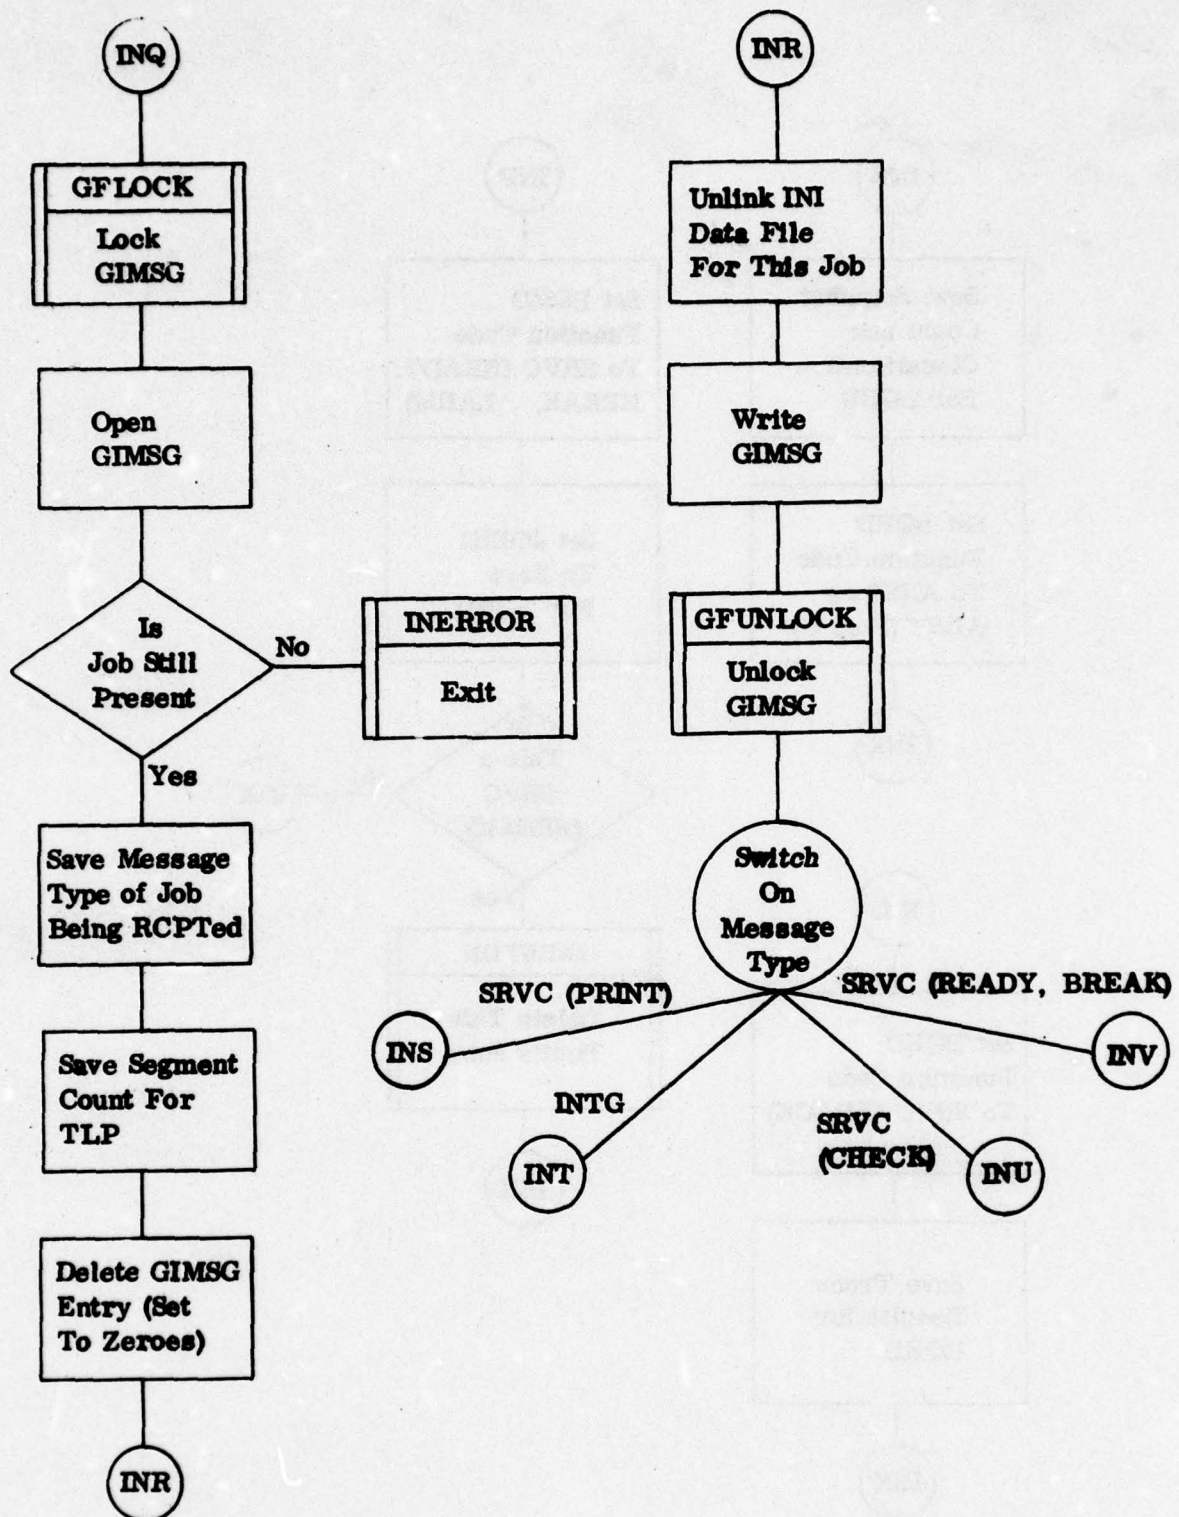 INQ
GFLOCK
Lock
GIMSG
Open
GIMSG
Is
Job Still
Present
No
INERROR
Exit
Yes
Save Message
Type of Job
Being RCPTed
Save Segment
Count For
TLP
Delete GIMSG
Entry (Set
To Zeroes)
INR
INR
Unlink INI
Data File
For This Job
Write
GIMSG
GFUNLOCK
Unlock
GIMSG
Switch
On
Message
Type
SRVC (PRINT)
SRVC (READY, BREAK)
INS
INV
INTG
SRVC
(CHECK)
INT
INU